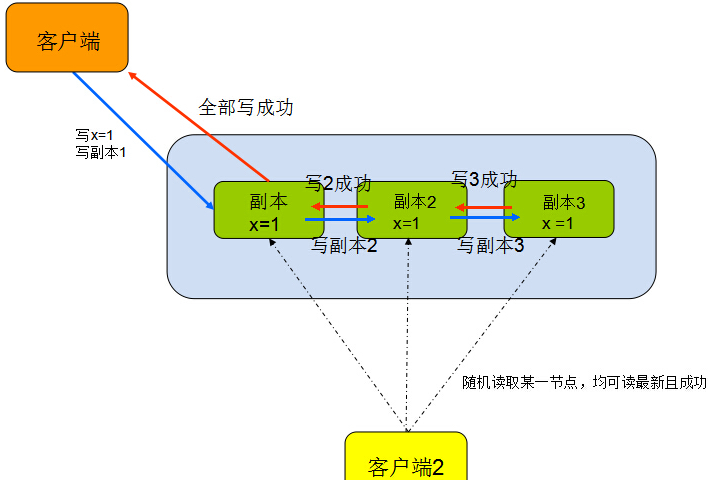 客户端
全部写成功
写x=1
写副本1
写2成功
写3成功
副本
x=1
副本2
x=1
副本3
x =1
写副本2
写副本3
随机读取某一节点，均可读最新且成功
客户端2